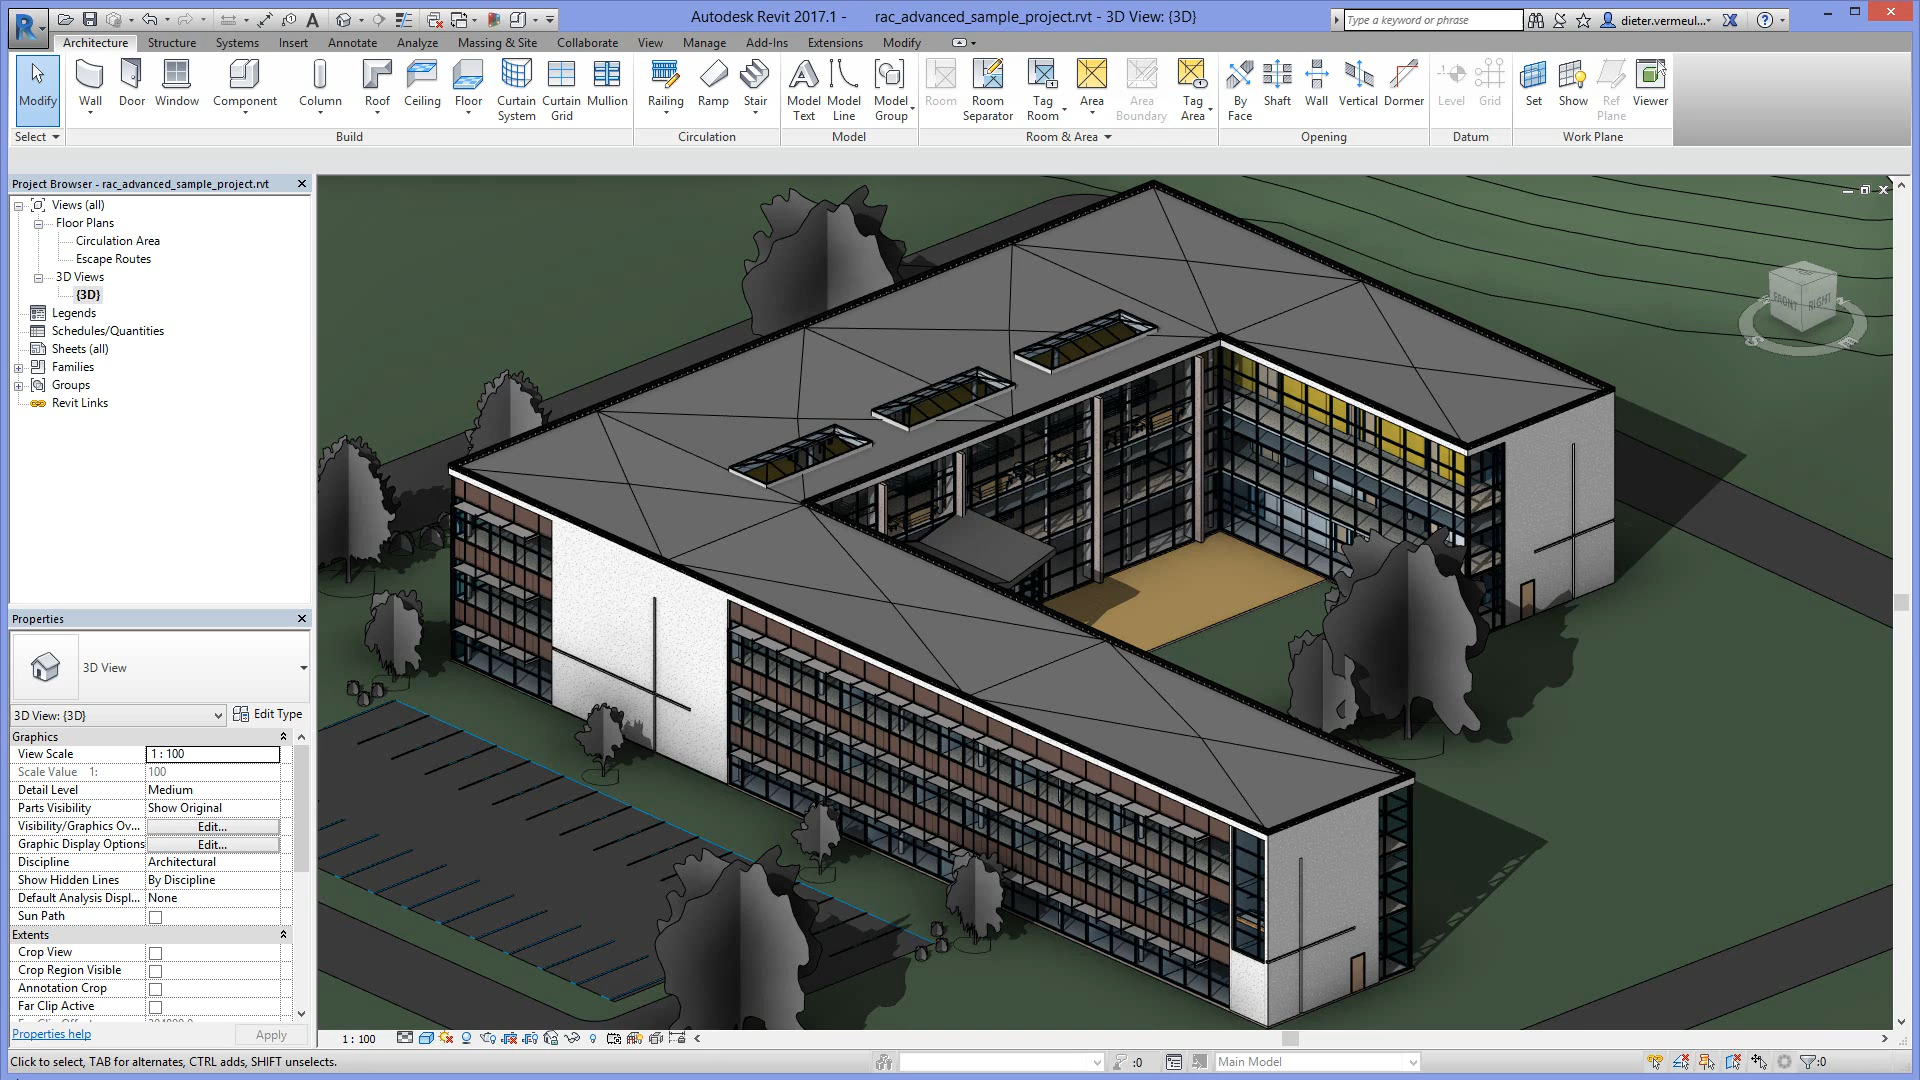 Autodesk Revit 2017.1 - rac_advanced_sample_project.rvt - 3D View: {3D}
Type a keyword or phrase
dieter.vermeul...
Architecture Structure Systems Insert Annotate Analyze Massing & Site Collaborate View Manage Add-Ins Extensions Modify
Modify
Wall Door Window Component Column Roof Ceiling Floor Curtain System Curtain Grid Mullion
Railing Ramp Stair
Model Text Model Line Model Group
Room Room Separator Tag Room Area Area Boundary Tag Area
By Face Shaft Wall Vertical Dormer
Level Grid
Set Show Ref Plane Viewer
Select Build Circulation Model Room & Area Opening Datum Work Plane
Project Browser - rac_advanced_sample_project.rvt
Views (all)
Floor Plans
Circulation Area
Escape Routes
3D Views
{3D}
Legends
Schedules/Quantities
Sheets (all)
Families
Groups
Revit Links
FRONT RIGHT
Properties
3D View
3D View: {3D} Edit Type
Graphics
View Scale 1 : 100
Scale Value 1: 100
Detail Level Medium
Parts Visibility Show Original
Visibility/Graphics Ov... Edit...
Graphic Display Options Edit...
Discipline Architectural
Show Hidden Lines By Discipline
Default Analysis Displ... None
Sun Path
Extents
Crop View
Crop Region Visible
Annotation Crop
Far Clip Active
Properties help Apply
1 : 100
Click to select, TAB for alternates, CTRL adds, SHIFT unselects.
:0
Main Model
:0